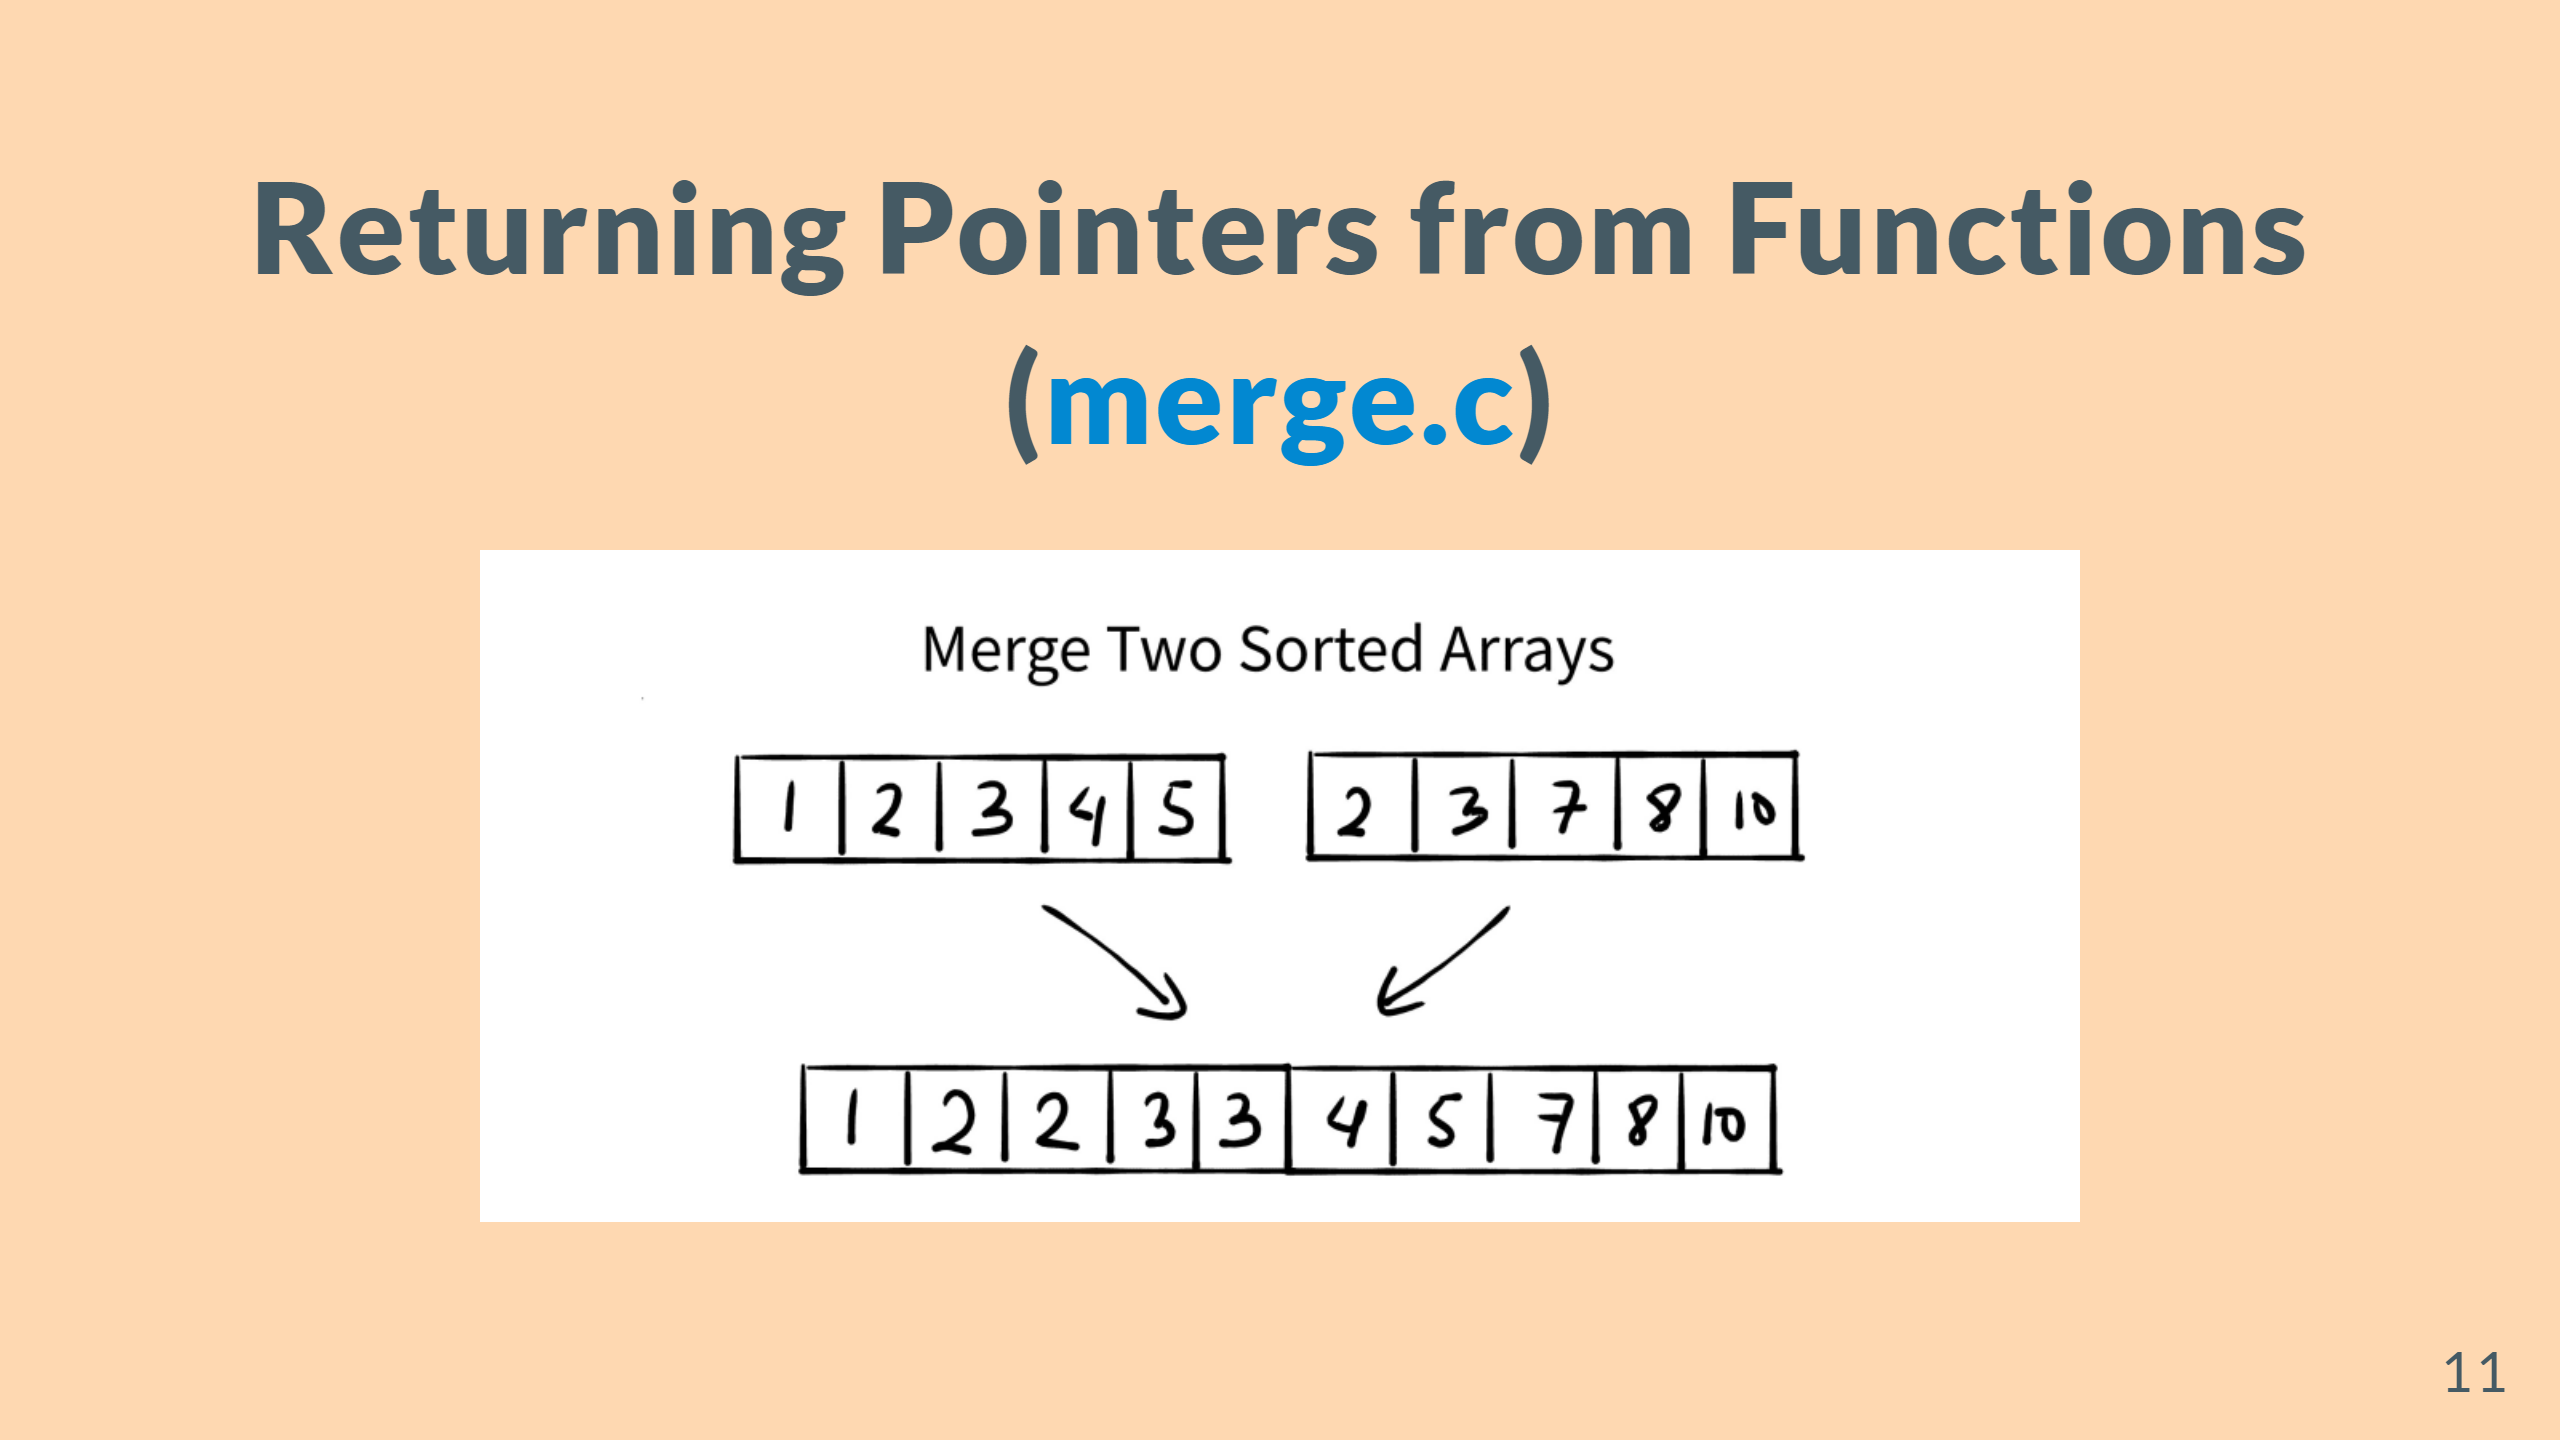 Returning Pointers from Functions
(merge.c)
Merge Two Sorted Arrays
1 2 3 4 5 2 3 7 8 10
1 2 2 3 3 4 5 7 8 10
11